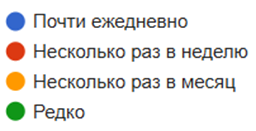 Почти ежедневно
Несколько раз в неделю
Несколько раз в месяц
Редко